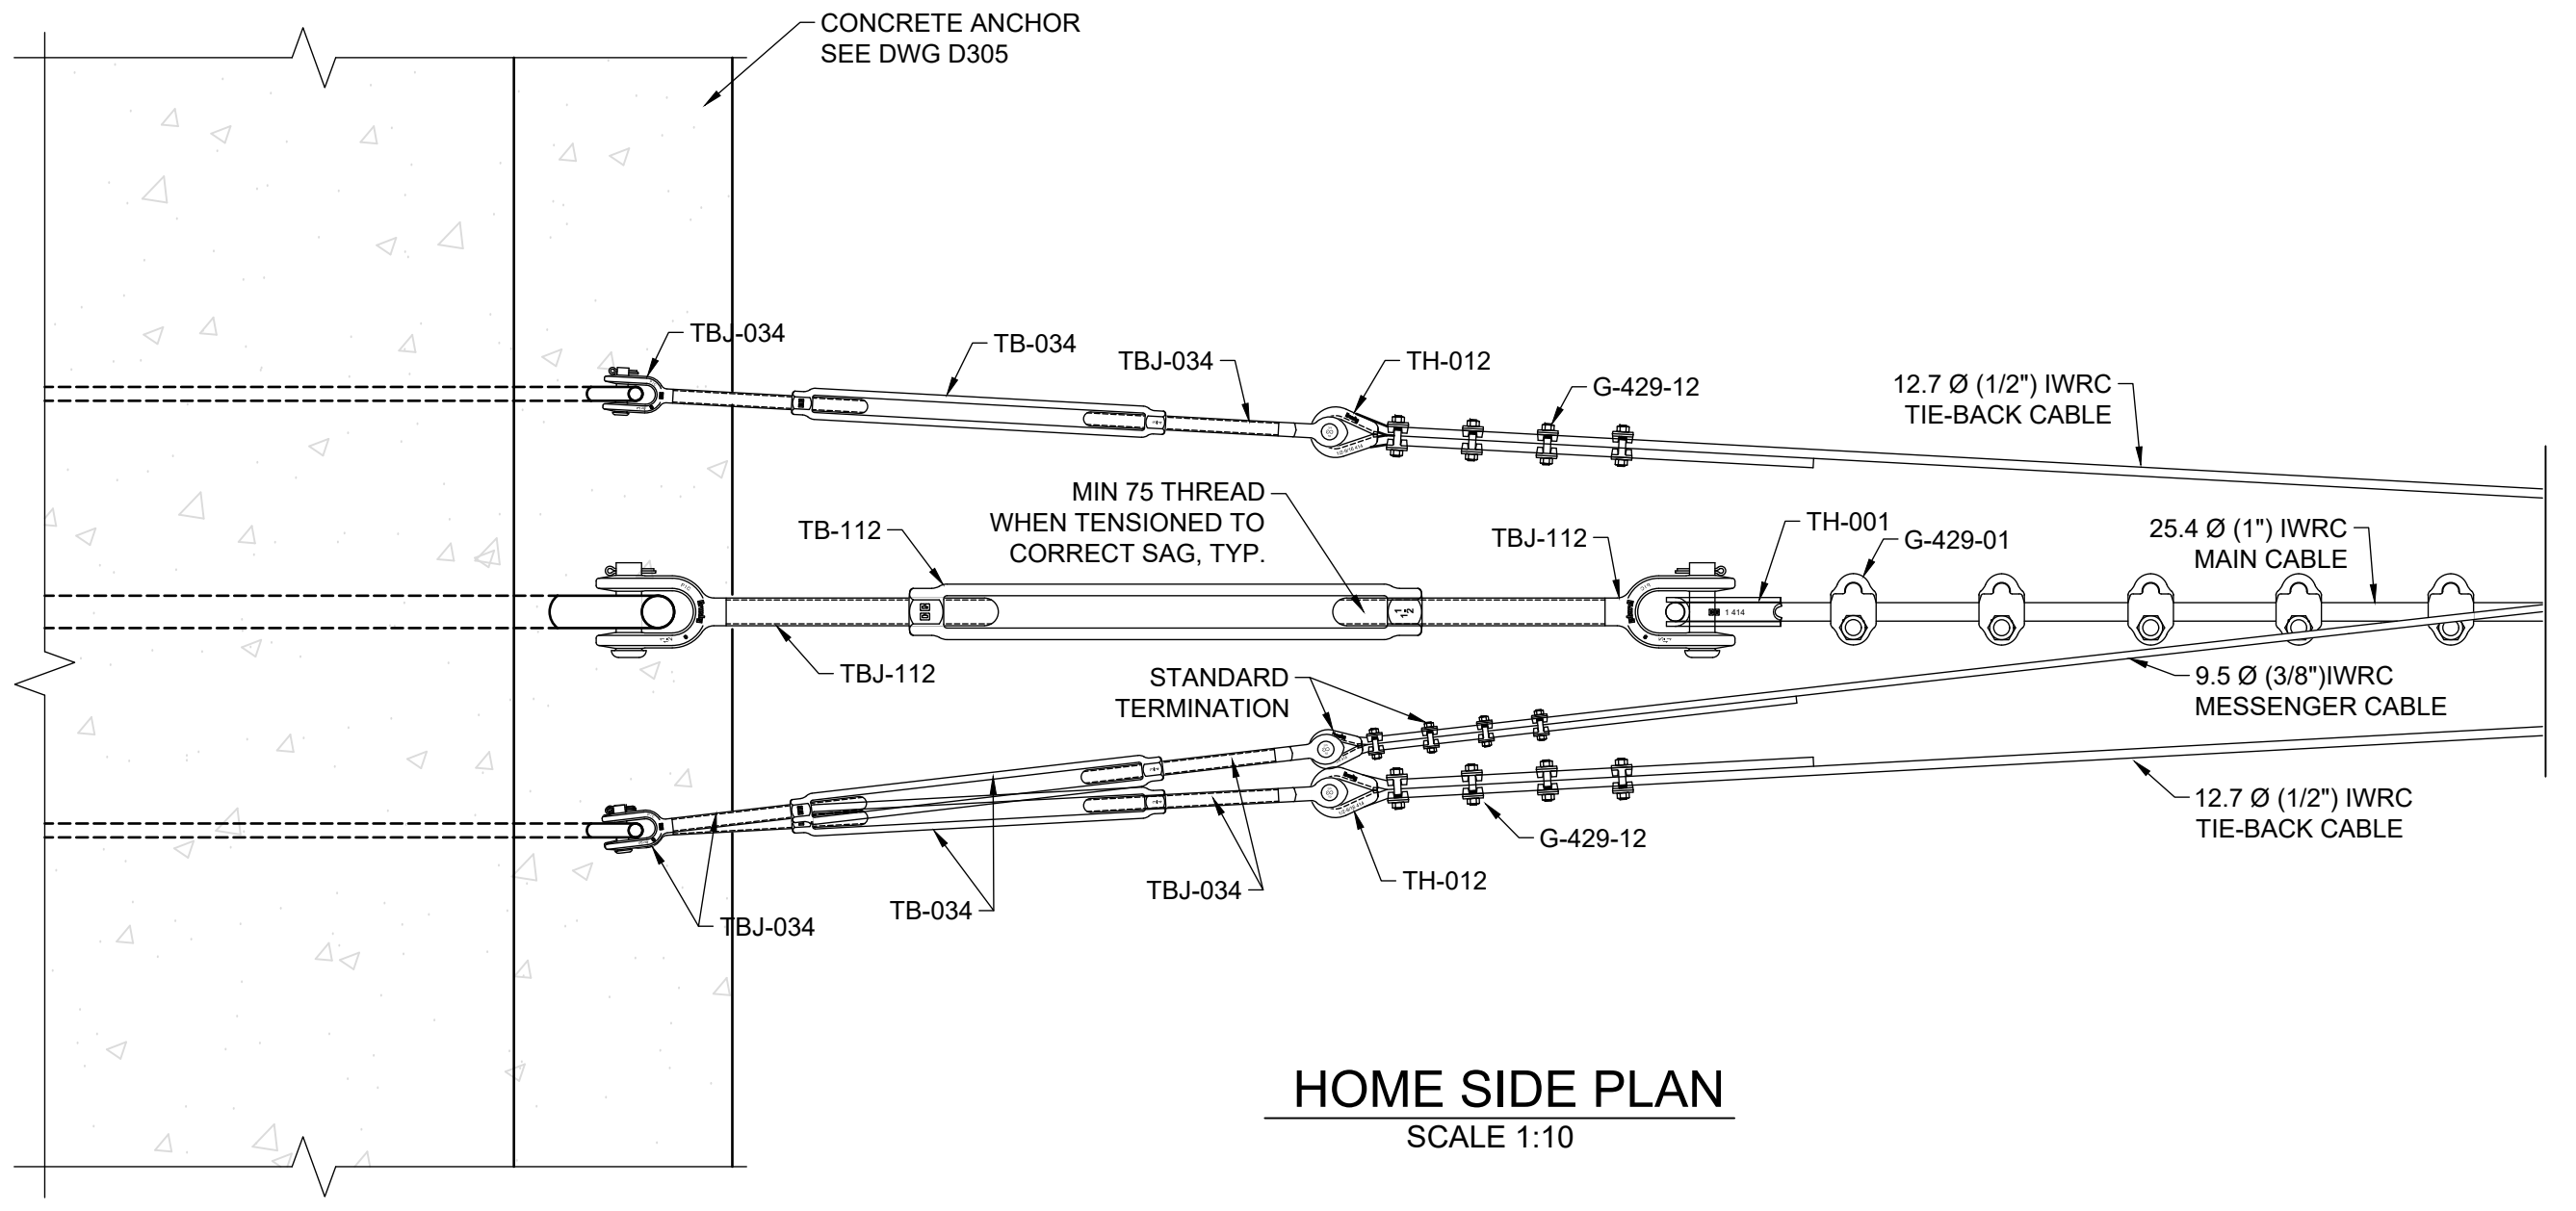 CONCRETE ANCHOR
SEE DWG D305
TBJ-034
TB-034
TBJ-034
TH-012
G-429-12
12.7 Ø (1/2") IWRC
TIE-BACK CABLE
MIN 75 THREAD
WHEN TENSIONED TO
CORRECT SAG, TYP.
TB-112
TBJ-112
TH-001
G-429-01
25.4 Ø (1") IWRC
MAIN CABLE
1 414
TBJ-112
STANDARD
TERMINATION
9.5 Ø (3/8")IWRC
MESSENGER CABLE
12.7 Ø (1/2") IWRC
TIE-BACK CABLE
G-429-12
TH-012
TBJ-034
TB-034
TBJ-034
HOME SIDE PLAN
SCALE 1:10